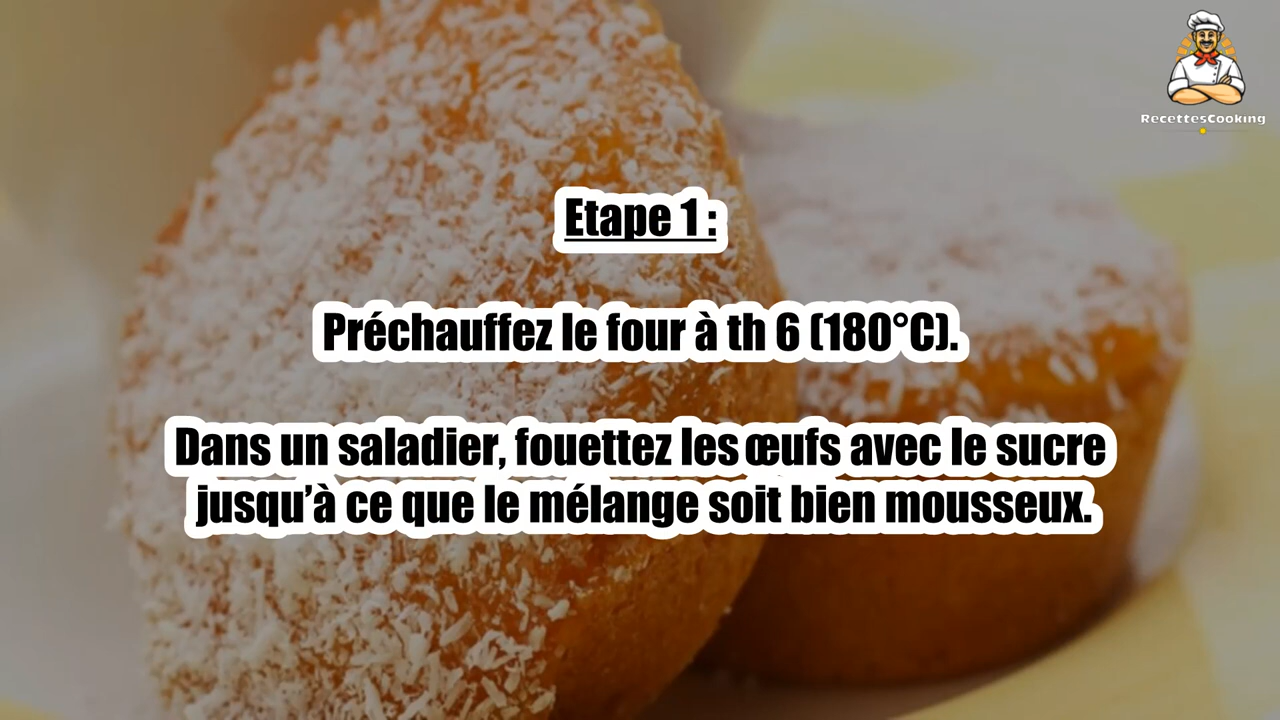 RecettesCooking
Etape 1 :
Préchauffez le four à th 6 (180°C).
Dans un saladier, fouettez les œufs avec le sucre
jusqu’à ce que le mélange soit bien mousseux.